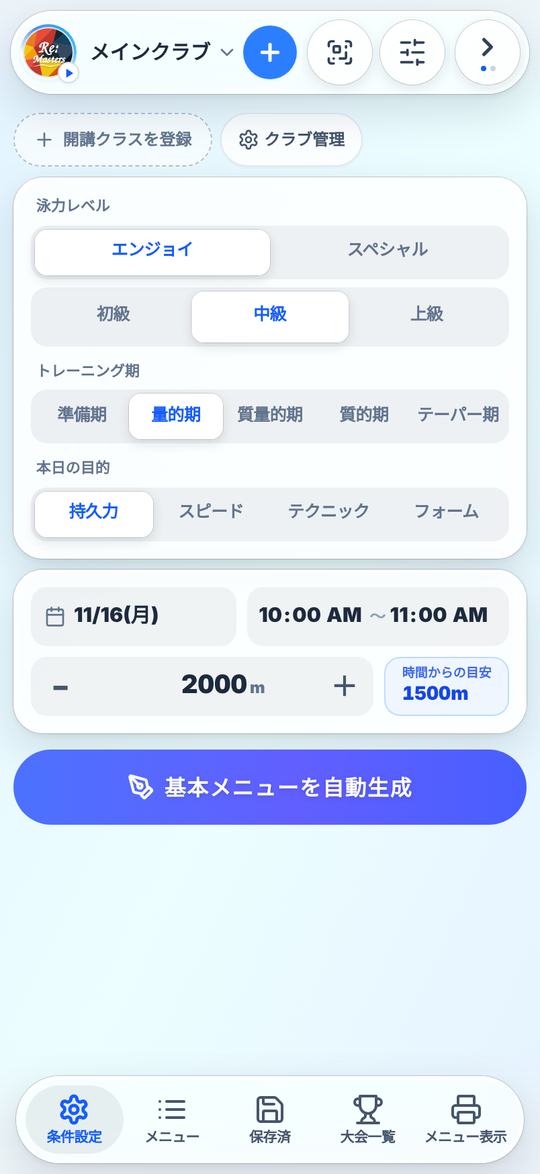 Re:
Masters
メインクラブ
開講クラスを登録
クラブ管理
泳力レベル
エンジョイ スペシャル
初級 中級 上級
トレーニング期
準備期 量的期 質量的期 質的期 テーパー期
本日の目的
持久力 スピード テクニック フォーム
11/16(月) 10:00 AM ～ 11:00 AM
時間からの目安
− 2000 m + 1500m
基本メニューを自動生成
条件設定 メニュー 保存済 大会一覧 メニュー表示